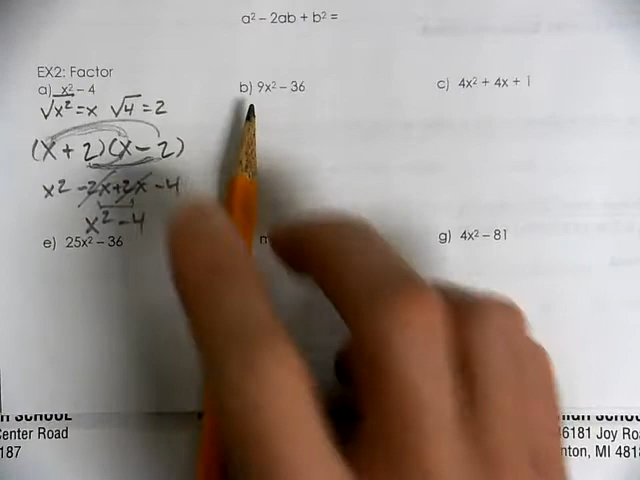 a² - 2ab + b² =
EX2: Factor
a) x² - 4
√x² = x √4 = 2
(x + 2)(x - 2)
x² - 2x + 2x - 4
x² - 4
b) 9x² - 36
c) 4x² + 4x + 1
e) 25x² - 36
g) 4x² - 81
SCHOOL
Center Road
187
6181 Joy Ro
nton, MI 481